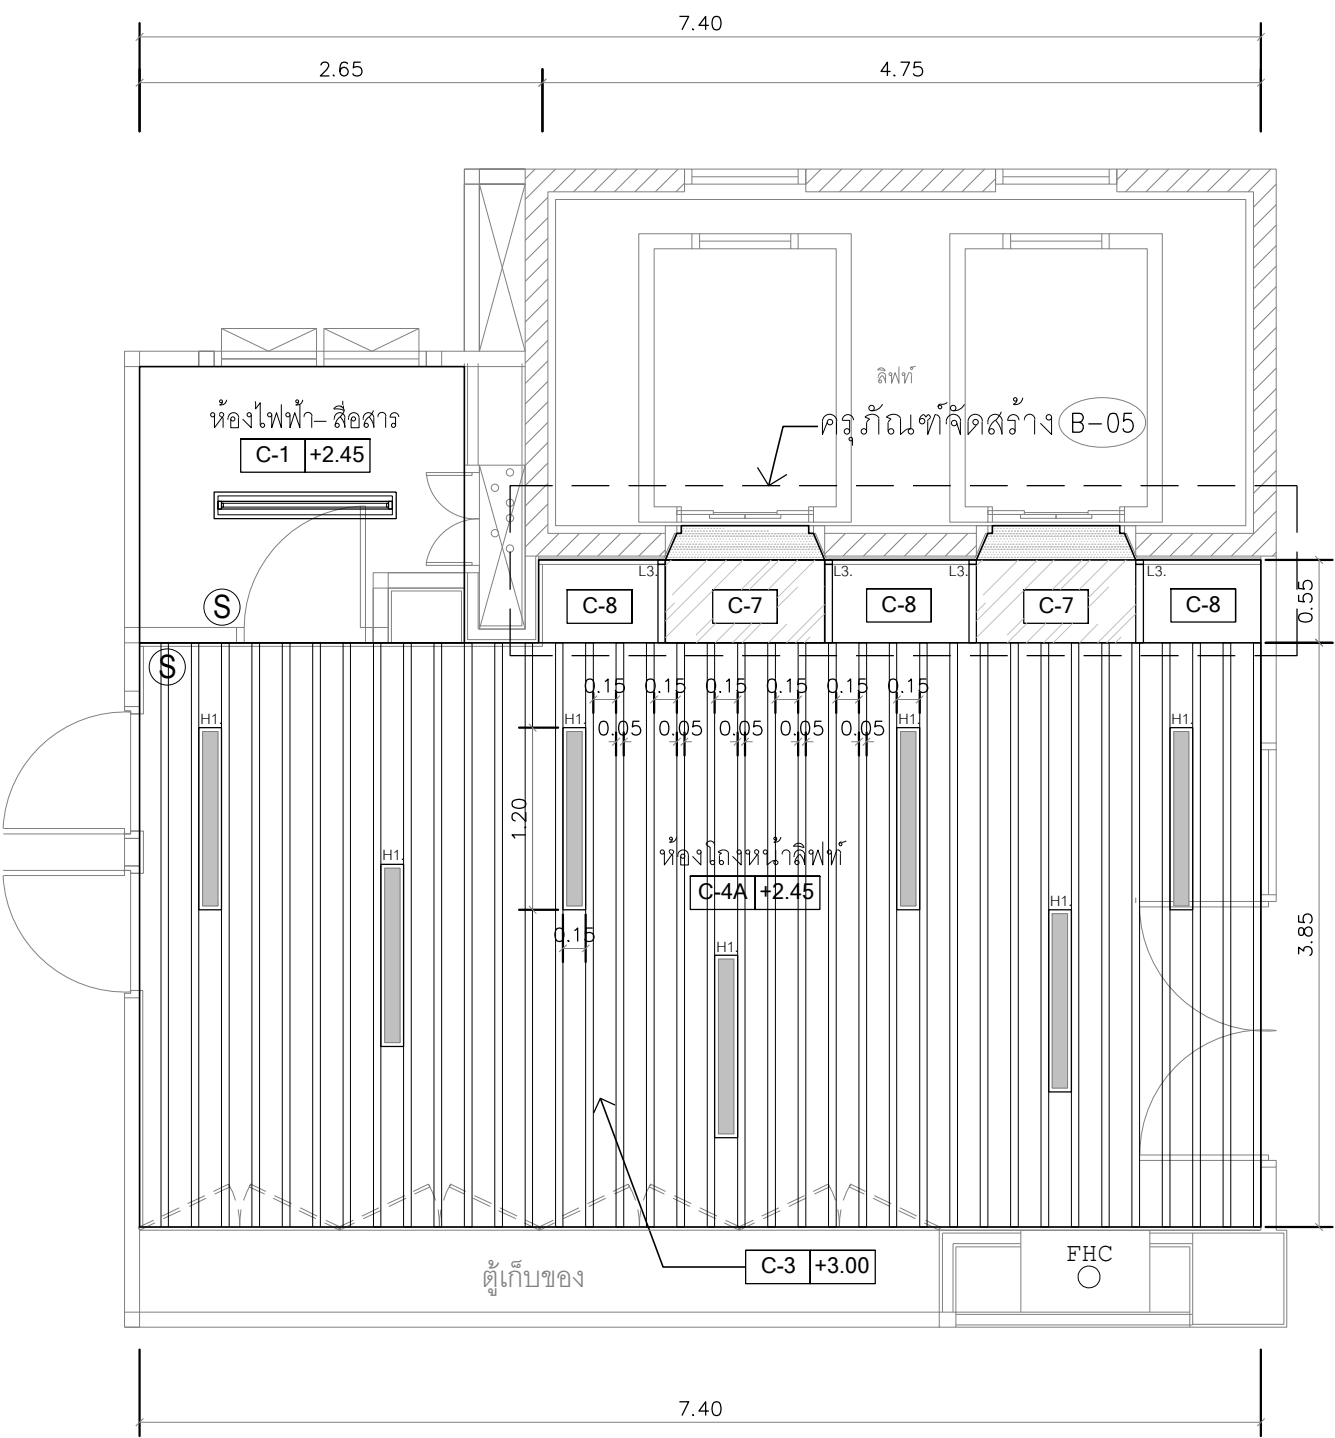 7.40
2.65 4.75
ลิฟท์
ครุภัณฑ์จัดสร้าง B-05
ห้องไฟฟ้า-สื่อสาร
C-1 +2.45
L3. L3. L3. L3.
C-8 C-7 C-8 C-7 C-8
0.55
S
S
0.15 0.15 0.15 0.15 0.15 0.15
H1. H1. H1. H1.
0.05 0.05 0.05 0.05 0.05
1.20
ห้องโถงหน้าลิฟท์
H1.
C-4A +2.45
H1.
0.15
H1.
3.85
FHC
C-3 +3.00
ตู้เก็บของ
7.40